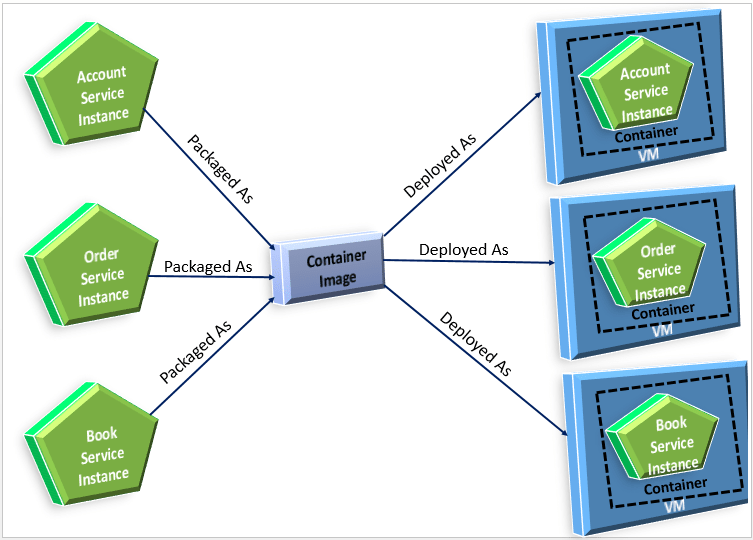 Account
Service
Instance
Packaged As
Deployed As
Account
Service
Instance
Container
VM
Order
Service
Instance
Packaged As
Container
Image
Deployed As
Order
Service
Instance
Container
VM
Book
Service
Instance
Packaged As
Deployed As
Book
Service
Instance
Container
VM